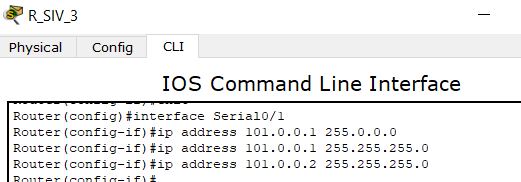 R_SIV_3
Physical Config CLI
IOS Command Line Interface
Router(config)#interface Serial0/1
Router(config-if)#ip address 101.0.0.1 255.0.0.0
Router(config-if)#ip address 101.0.0.1 255.255.255.0
Router(config-if)#ip address 101.0.0.2 255.255.255.0
Router(config-if)#